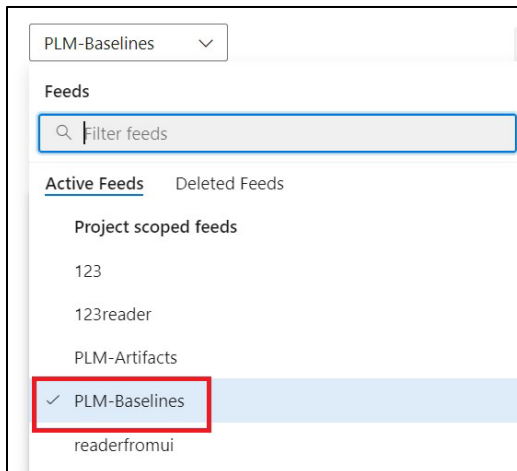 PLM-Baselines
Feeds
Filter feeds
Active Feeds Deleted Feeds
Project scoped feeds
123
123reader
PLM-Artifacts
PLM-Baselines
readerfromui